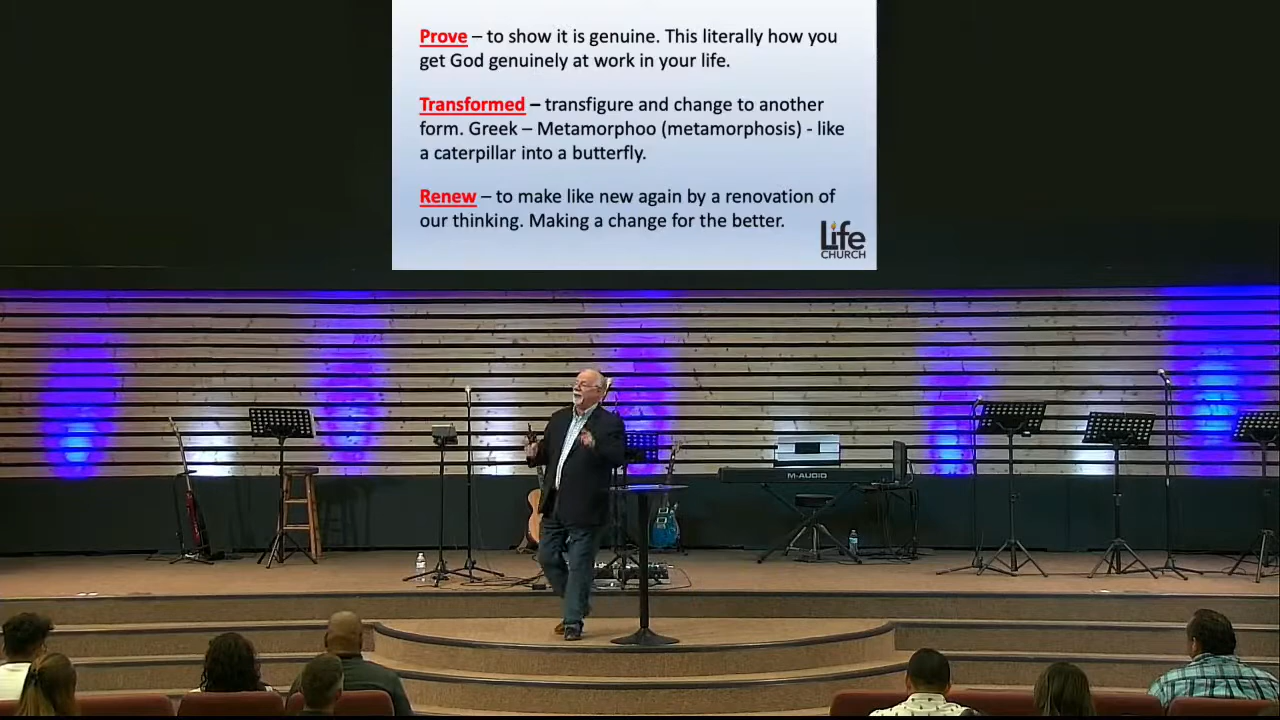 Prove – to show it is genuine. This literally how you
get God genuinely at work in your life.
Transformed – transfigure and change to another
form. Greek – Metamorphoo (metamorphosis) - like
a caterpillar into a butterfly.
Renew – to make like new again by a renovation of
our thinking. Making a change for the better.
Life
CHURCH
M-AUDIO